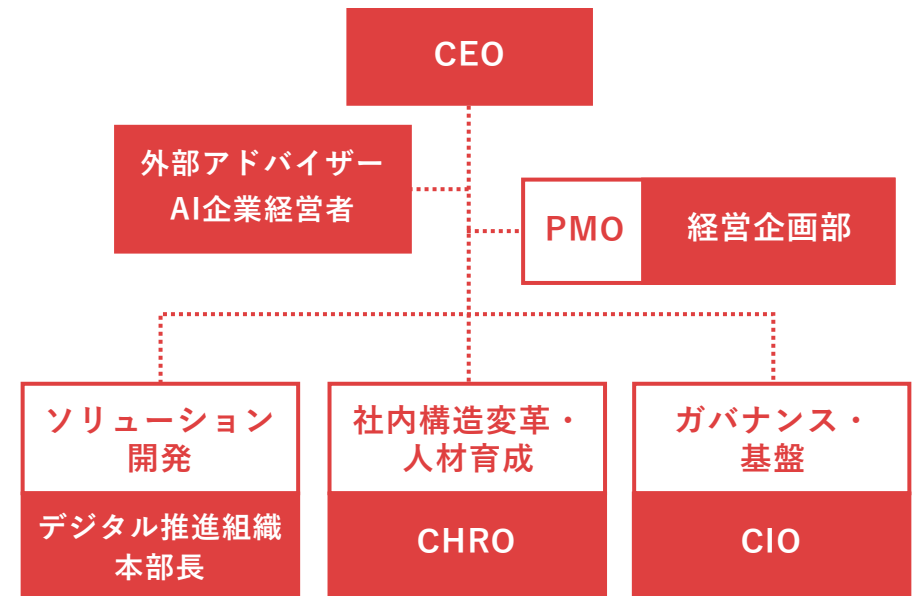 CEO
外部アドバイザー
AI企業経営者
PMO
経営企画部
ソリューション
開発
デジタル推進組織
本部長
社内構造変革・
人材育成
CHRO
ガバナンス・
基盤
CIO